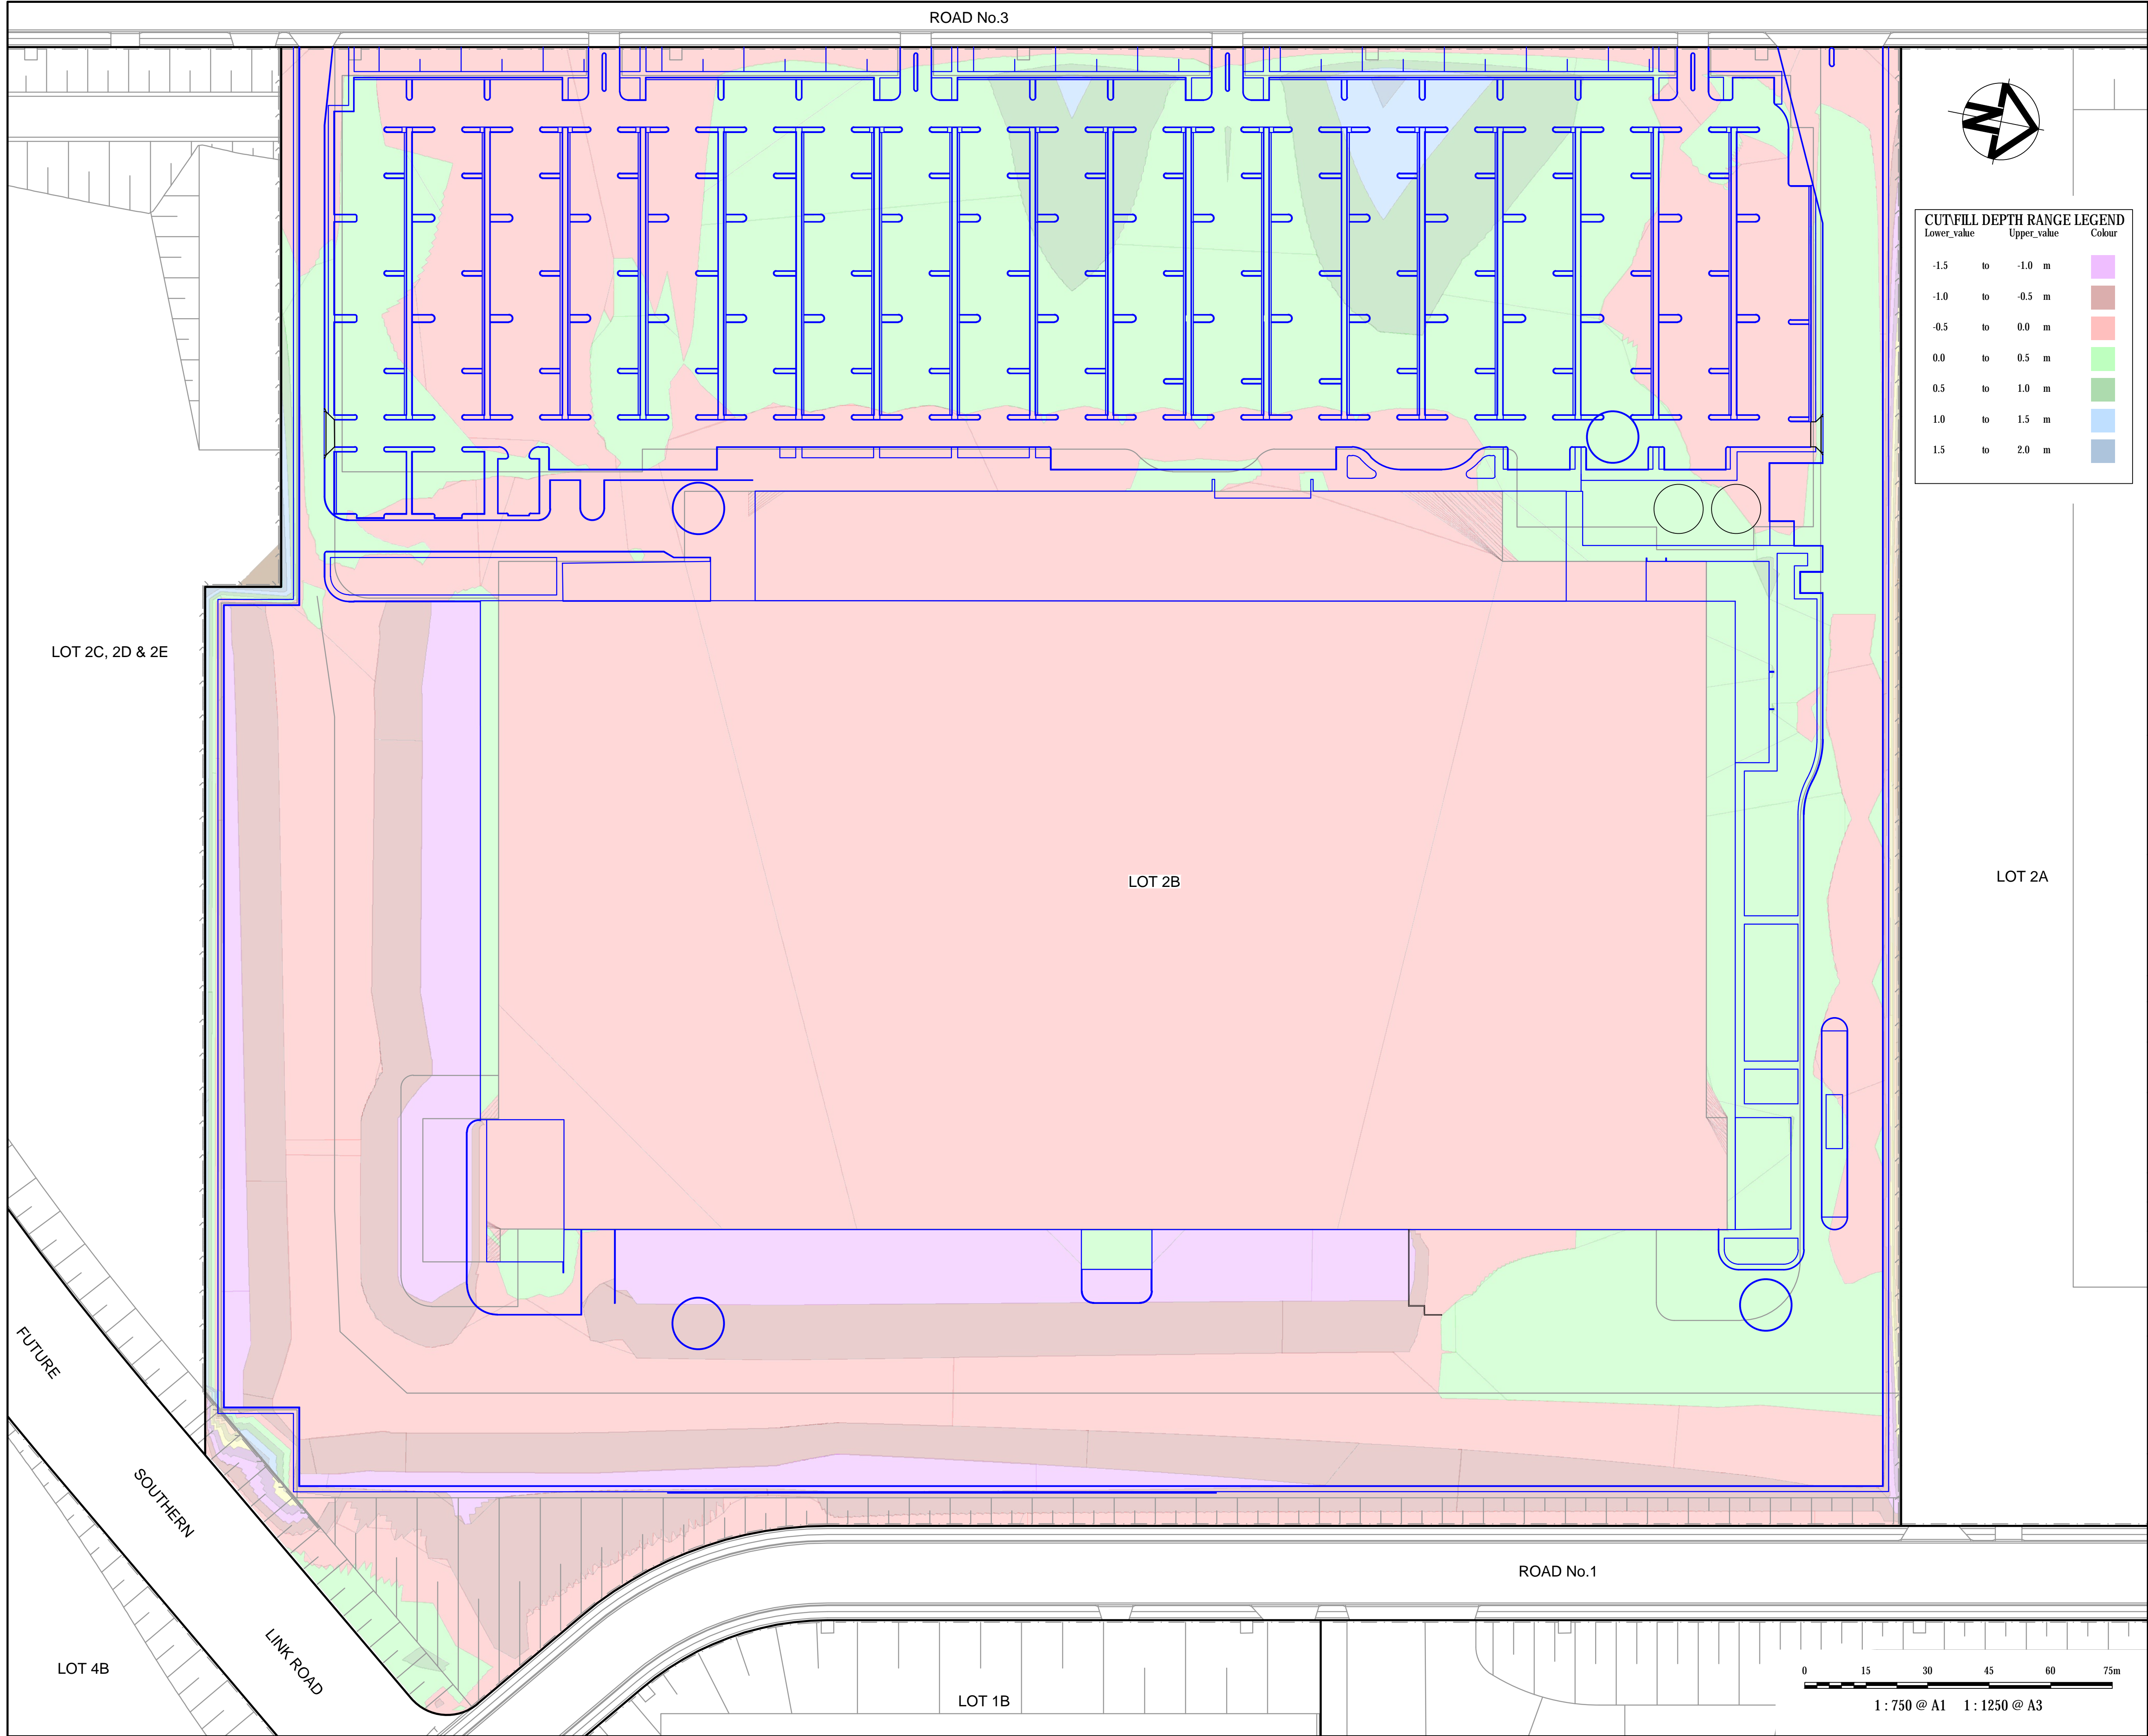 ROAD No.3
N
CUT\FILL DEPTH RANGE LEGEND
Lower_value Upper_value Colour
-1.5 to -1.0 m
-1.0 to -0.5 m
-0.5 to 0.0 m
0.0 to 0.5 m
0.5 to 1.0 m
1.0 to 1.5 m
1.5 to 2.0 m
LOT 2C, 2D & 2E
LOT 2B
LOT 2A
FUTURE
SOUTHERN
LINK ROAD
ROAD No.1
LOT 4B
LOT 1B
0 15 30 45 60 75m
1 : 750 @ A1 1 : 1250 @ A3